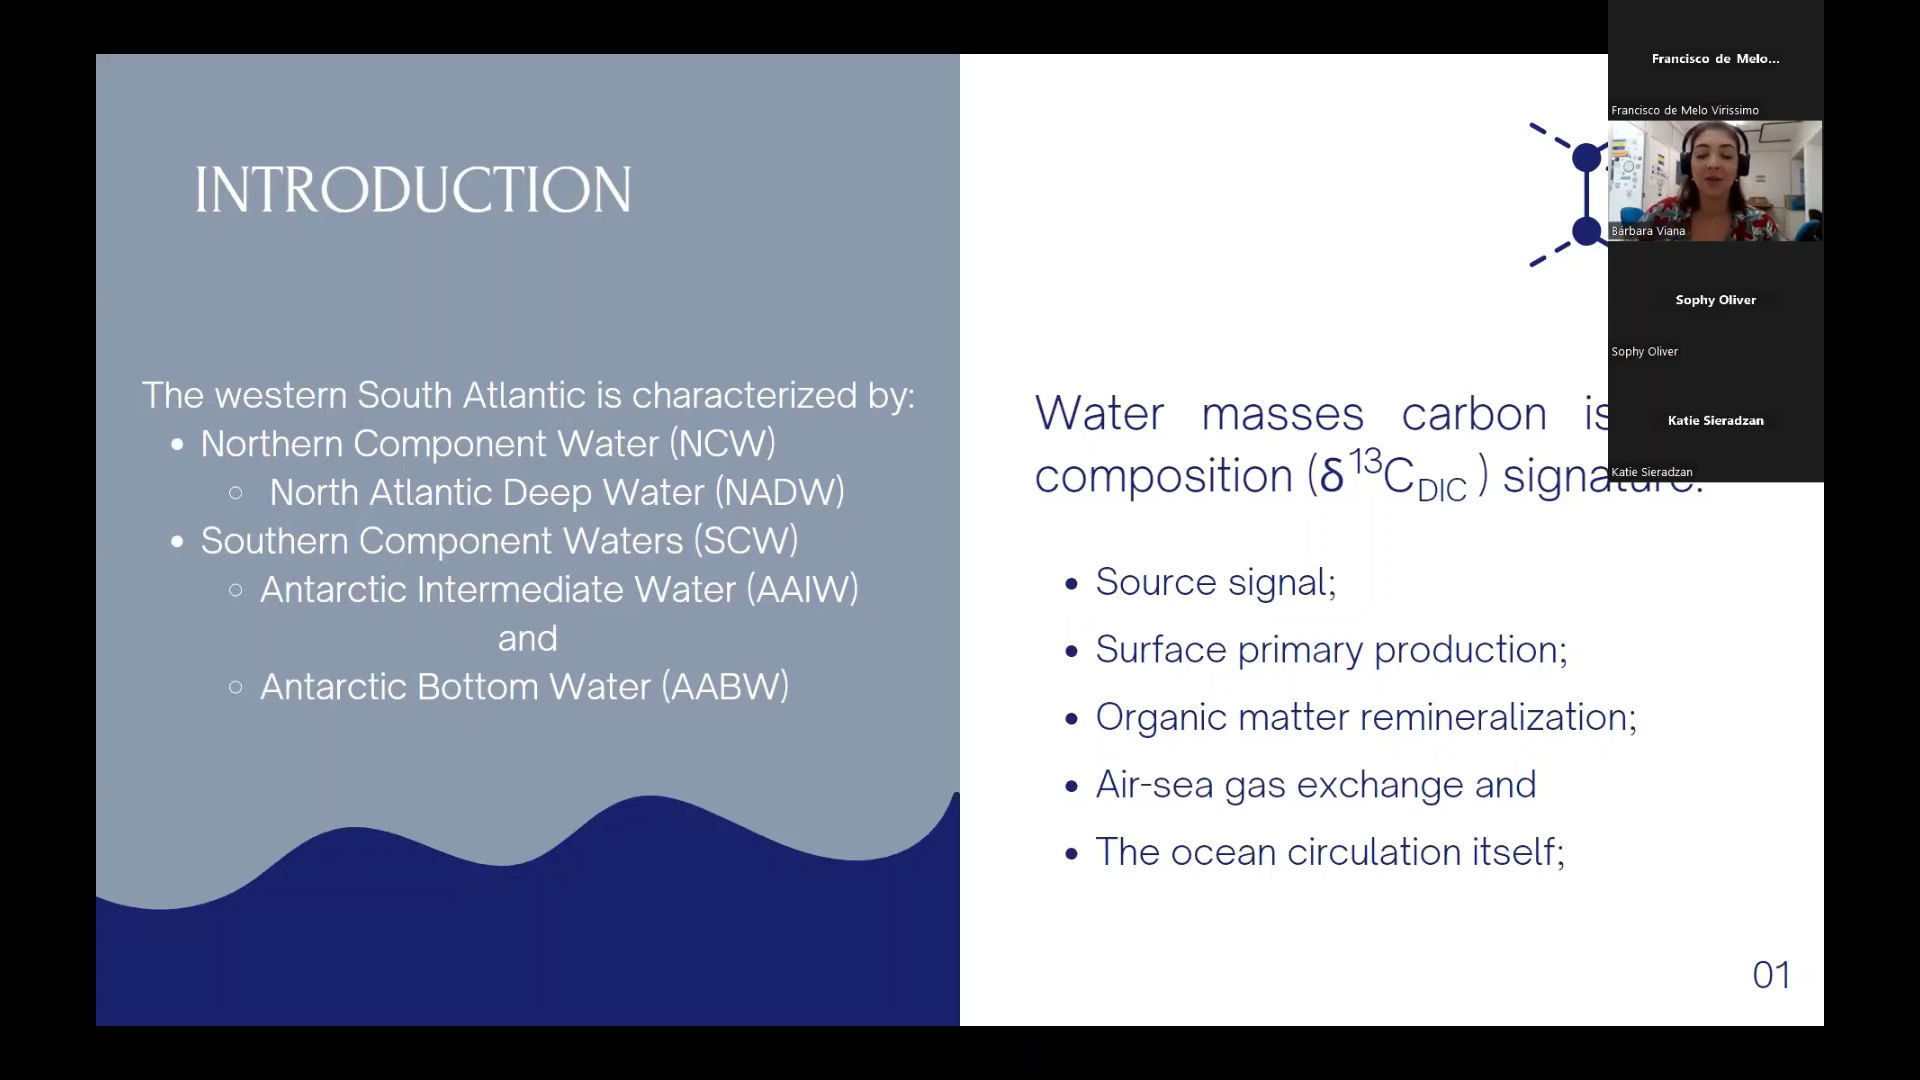 INTRODUCTION
The western South Atlantic is characterized by:
• Northern Component Water (NCW)
○ North Atlantic Deep Water (NADW)
• Southern Component Waters (SCW)
○ Antarctic Intermediate Water (AAIW)
and
○ Antarctic Bottom Water (AABW)
Water masses carbon is
composition (δ¹³C_DIC ) signature:
• Source signal;
• Surface primary production;
• Organic matter remineralization;
• Air-sea gas exchange and
• The ocean circulation itself;
01
Francisco de Melo...
Francisco de Melo Virissimo
Bárbara Viana
Sophy Oliver
Sophy Oliver
Katie Sieradzan
Katie Sieradzan